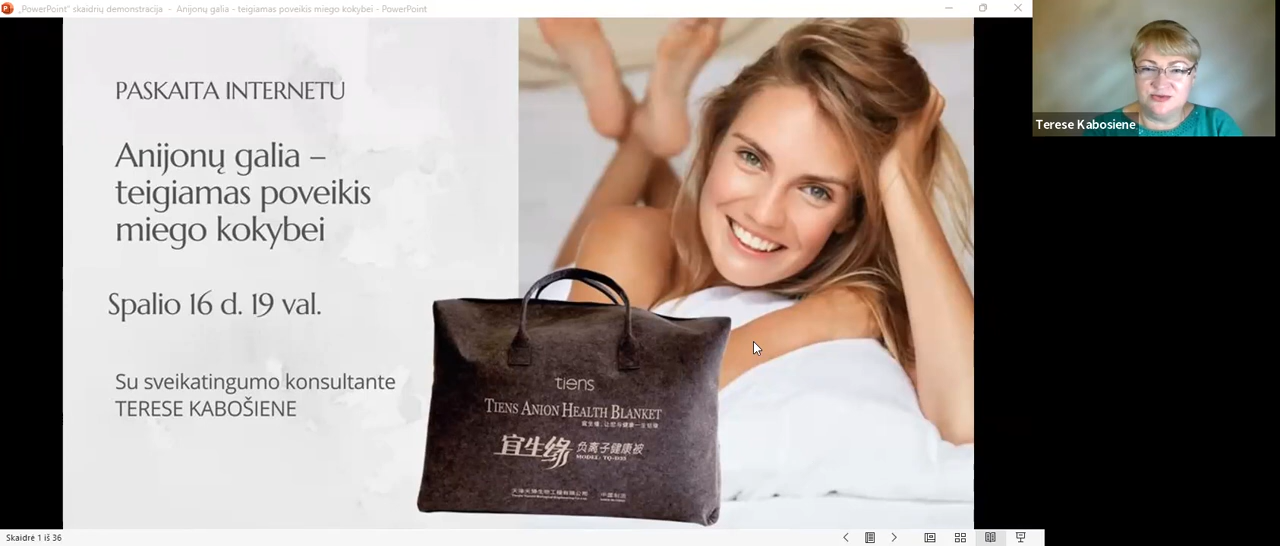 „PowerPoint“ skaidrių demonstracija - Anijonų galia - teigiamas poveikis miego kokybei - PowerPoint
PASKAITA INTERNETU
Anijonų galia –
teigiamas poveikis
miego kokybei
Spalio 16 d. 19 val.
Su sveikatingumo konsultante
TERESE KABOŠIENE
tiens
TIENS ANION HEALTH BLANKET
宜生缘 负离子健康被
Terese Kabosiene
Skaidrė 1 iš 36